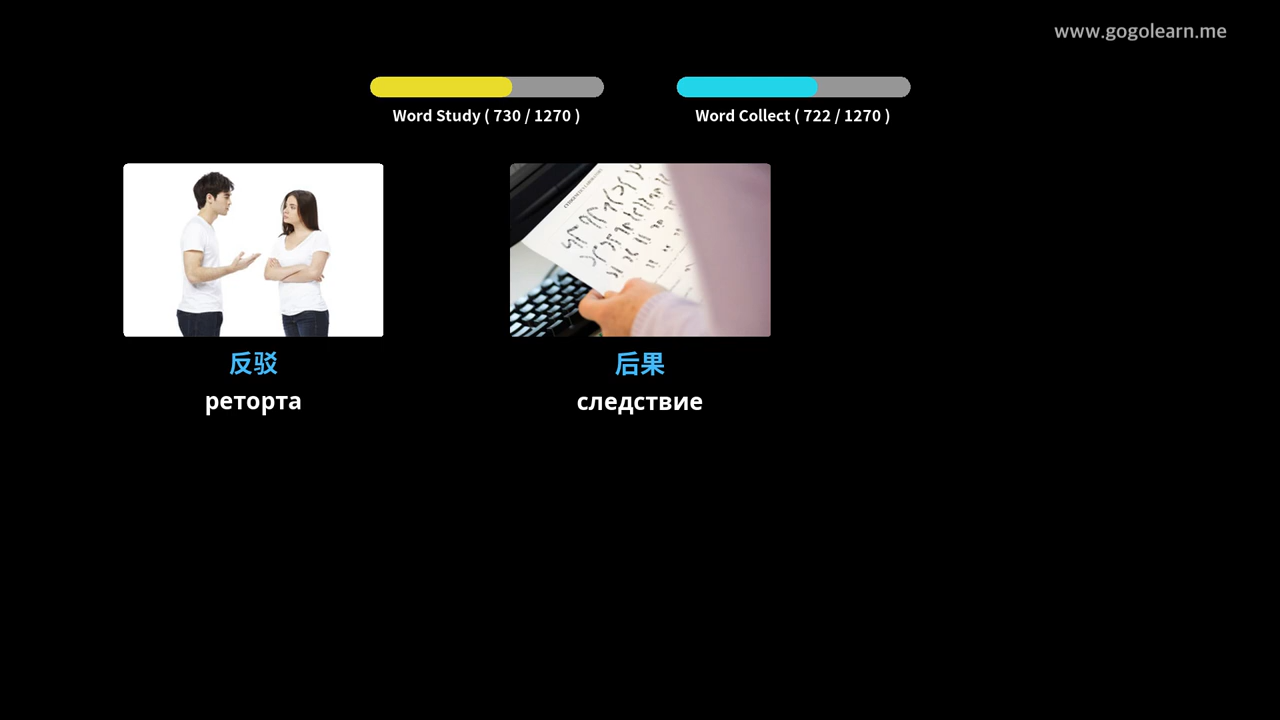 www.gogolearn.me
Word Study ( 730 / 1270 )
Word Collect ( 722 / 1270 )
反驳
реторта
后果
следствие